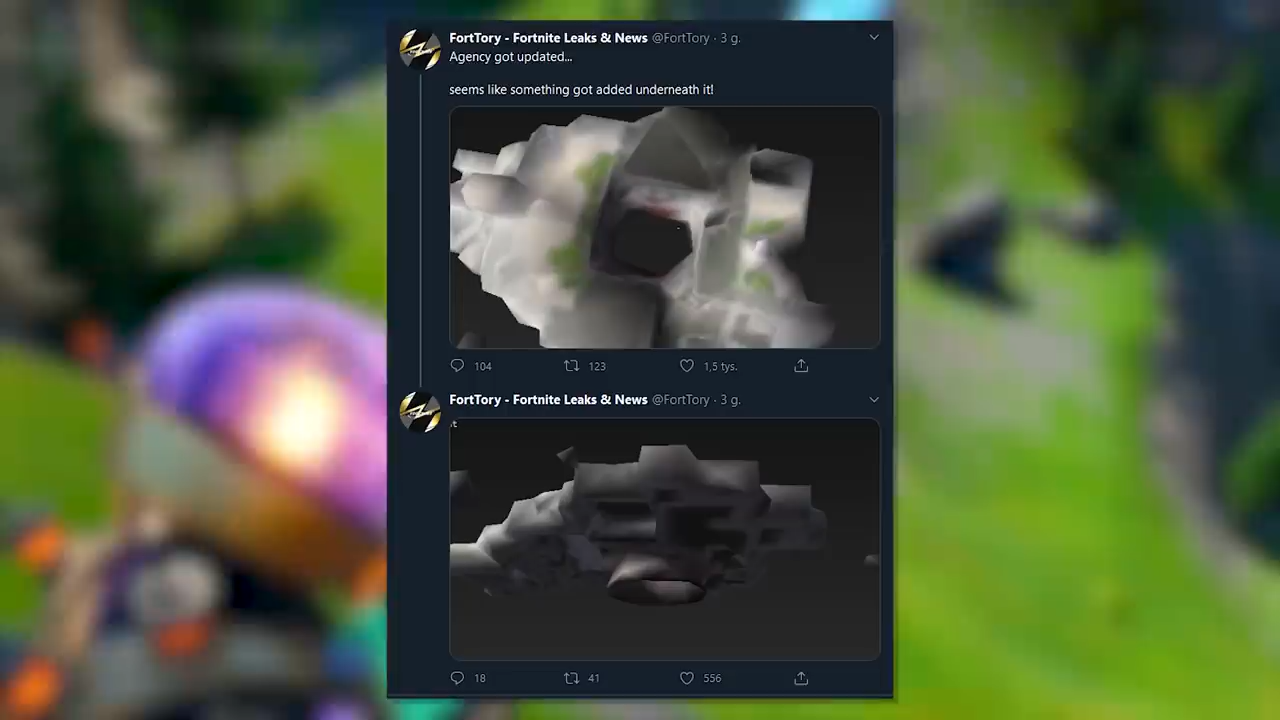 FortTory - Fortnite Leaks & News @FortTory · 3 g.
Agency got updated...
seems like something got added underneath it!
104 123 1,5 tys.
FortTory - Fortnite Leaks & News @FortTory · 3 g.
:t
18 41 556